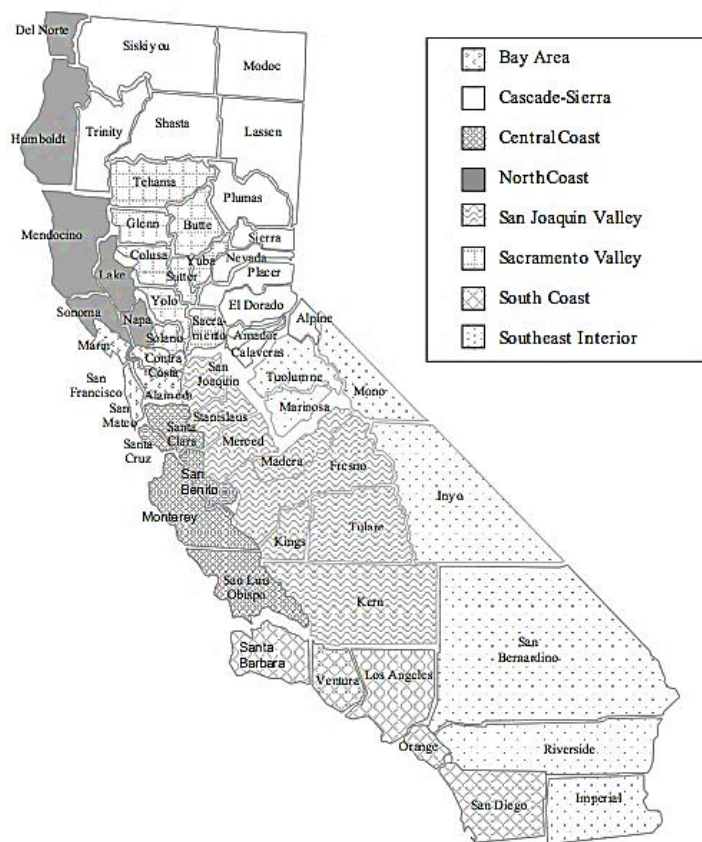 Del Norte
Siskiyou
Modoc
Humboldt
Trinity
Shasta
Lassen
Tehama
Plumas
Mendocino
Glenn
Butte
Sierra
Colusa
Yuba
Nevada
Lake
Sutter
Placer
Yolo
El Dorado
Sonoma
Napa
Sacra-
mento
Alpine
Solano
Amador
Marin
Calaveras
Contra
Costa
San
Joaquin
Tuolumne
San
Francisco
Alameda
Mono
Marinosa
San
Mateo
Stanislaus
Santa
Clara
Merced
Santa
Cruz
Madera
Fresno
San
Benito
Inyo
Monterey
Kings
Tulare
San Luis
Obispo
Kern
Santa
Barbara
San
Bernardino
Ventura
Los Angeles
Orange
Riverside
San Diego
Imperial
Bay Area
Cascade-Sierra
Central Coast
North Coast
San Joaquin Valley
Sacramento Valley
South Coast
Southeast Interior